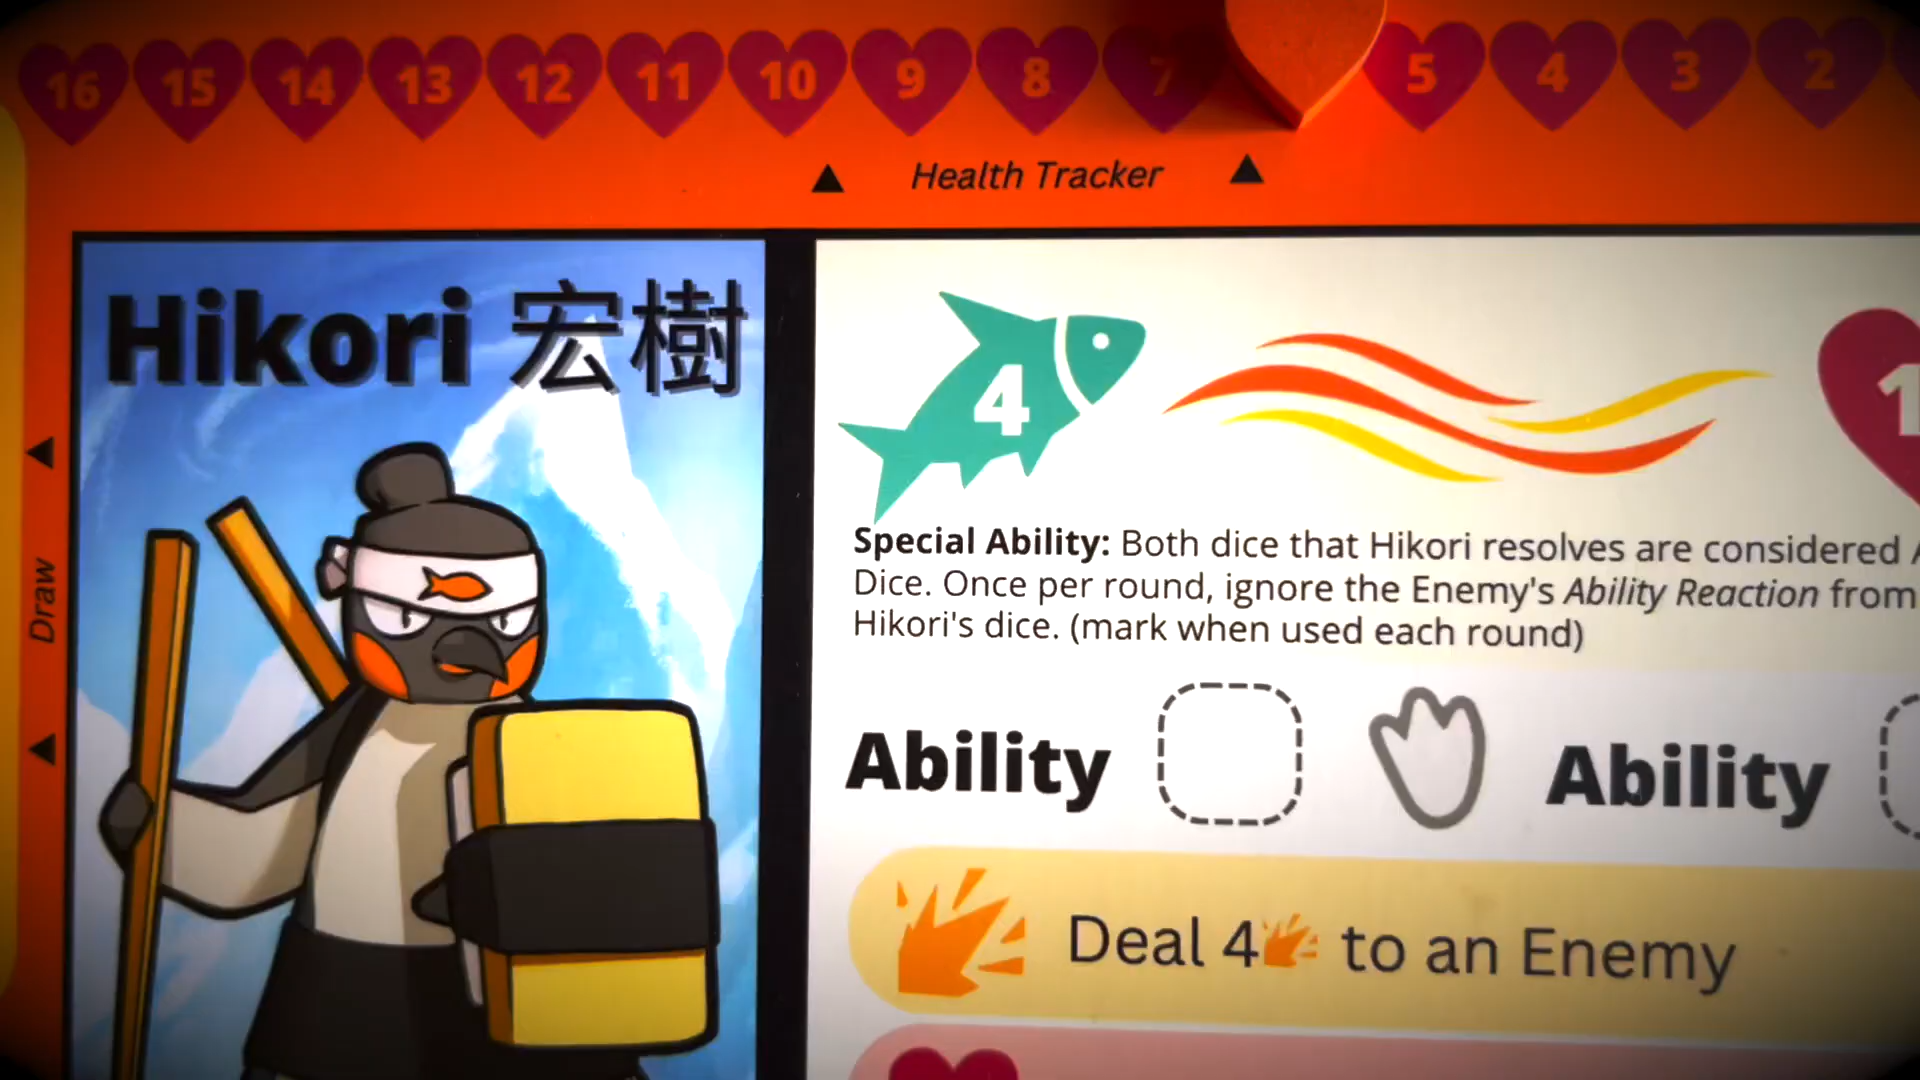 16 15 14 13 12 11 10 9 8 7 5 4 3 2
Health Tracker
Draw
Hikori 宏樹
4
1
Special Ability: Both dice that Hikori resolves are considered
Dice. Once per round, ignore the Enemy's Ability Reaction from
Hikori's dice. (mark when used each round)
Ability Ability
Deal 4 to an Enemy